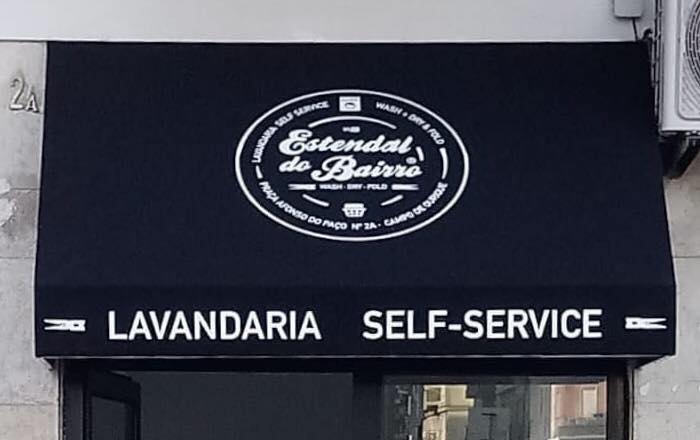 2A
LAVANDARIA SELF SERVICE
WASH + DRY & FOLD
Estendal
do Bairro®
WASH - DRY - FOLD
PRAÇA AFONSO DO PAÇO Nº 2A - CAMPO DE OURIQUE
LAVANDARIA SELF-SERVICE